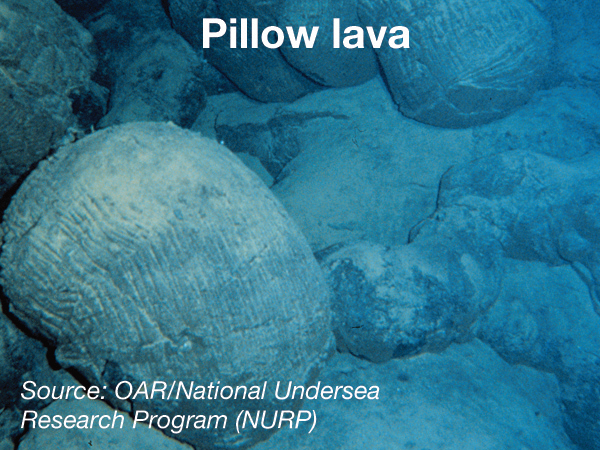 Pillow lava
Source: OAR/National Undersea
Research Program (NURP)